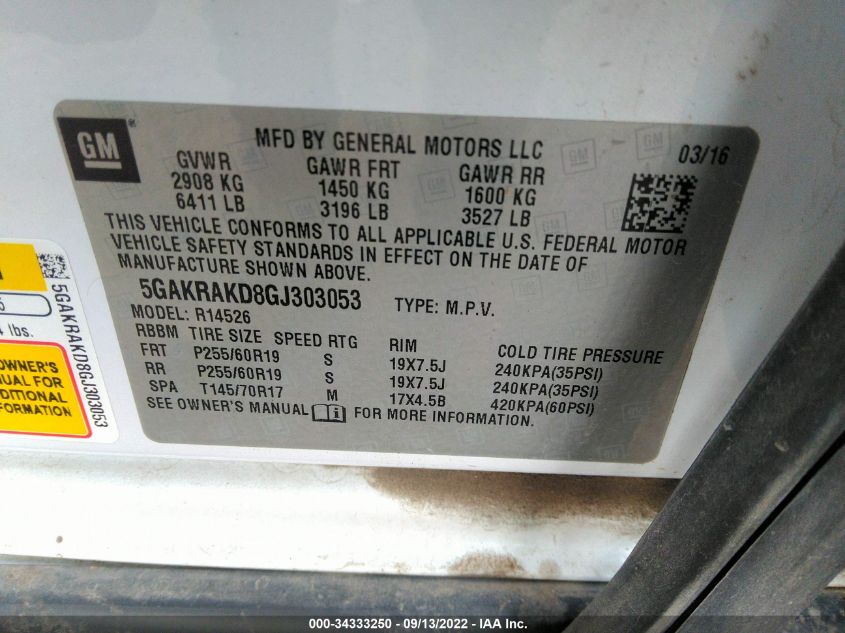 GM
MFD BY GENERAL MOTORS LLC
03/16
GVWR GAWR FRT GAWR RR
2908 KG 1450 KG 1600 KG
6411 LB 3196 LB 3527 LB
THIS VEHICLE CONFORMS TO ALL APPLICABLE U.S. FEDERAL MOTOR
VEHICLE SAFETY STANDARDS IN EFFECT ON THE DATE OF
MANUFACTURE SHOWN ABOVE.
5GAKRAKD8GJ303053 TYPE: M.P.V.
MODEL: R14526
RBBM TIRE SIZE SPEED RTG RIM COLD TIRE PRESSURE
FRT P255/60R19 S 19X7.5J 240KPA(35PSI)
RR P255/60R19 S 19X7.5J 240KPA(35PSI)
SPA T145/70R17 M 17X4.5B 420KPA(60PSI)
SEE OWNER'S MANUAL FOR MORE INFORMATION.
5GAKRAKD8GJ303053
lbs.
OWNER'S
FOR
000-34333250 - 09/13/2022 - IAA Inc.